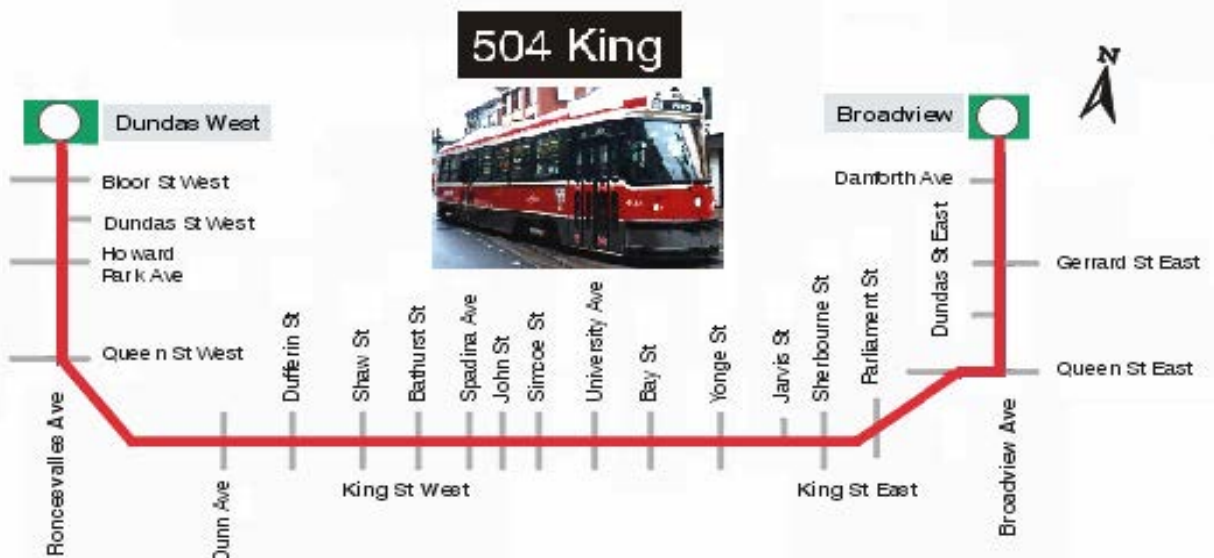 504 King
Dundas West
Broadview
N
Bloor St West
Danforth Ave
Dundas St West
Howard
Park Ave
Dundas St East
Gerrard St East
Queen St West
Dufferin St
Shaw St
Bathurst St
Spadina Ave
John St
Simcoe St
University Ave
Bay St
Yonge St
Jarvis St
Sherbourne St
Parliament St
Queen St East
Roncesvalles Ave
Dunn Ave
King St West
King St East
Broadview Ave